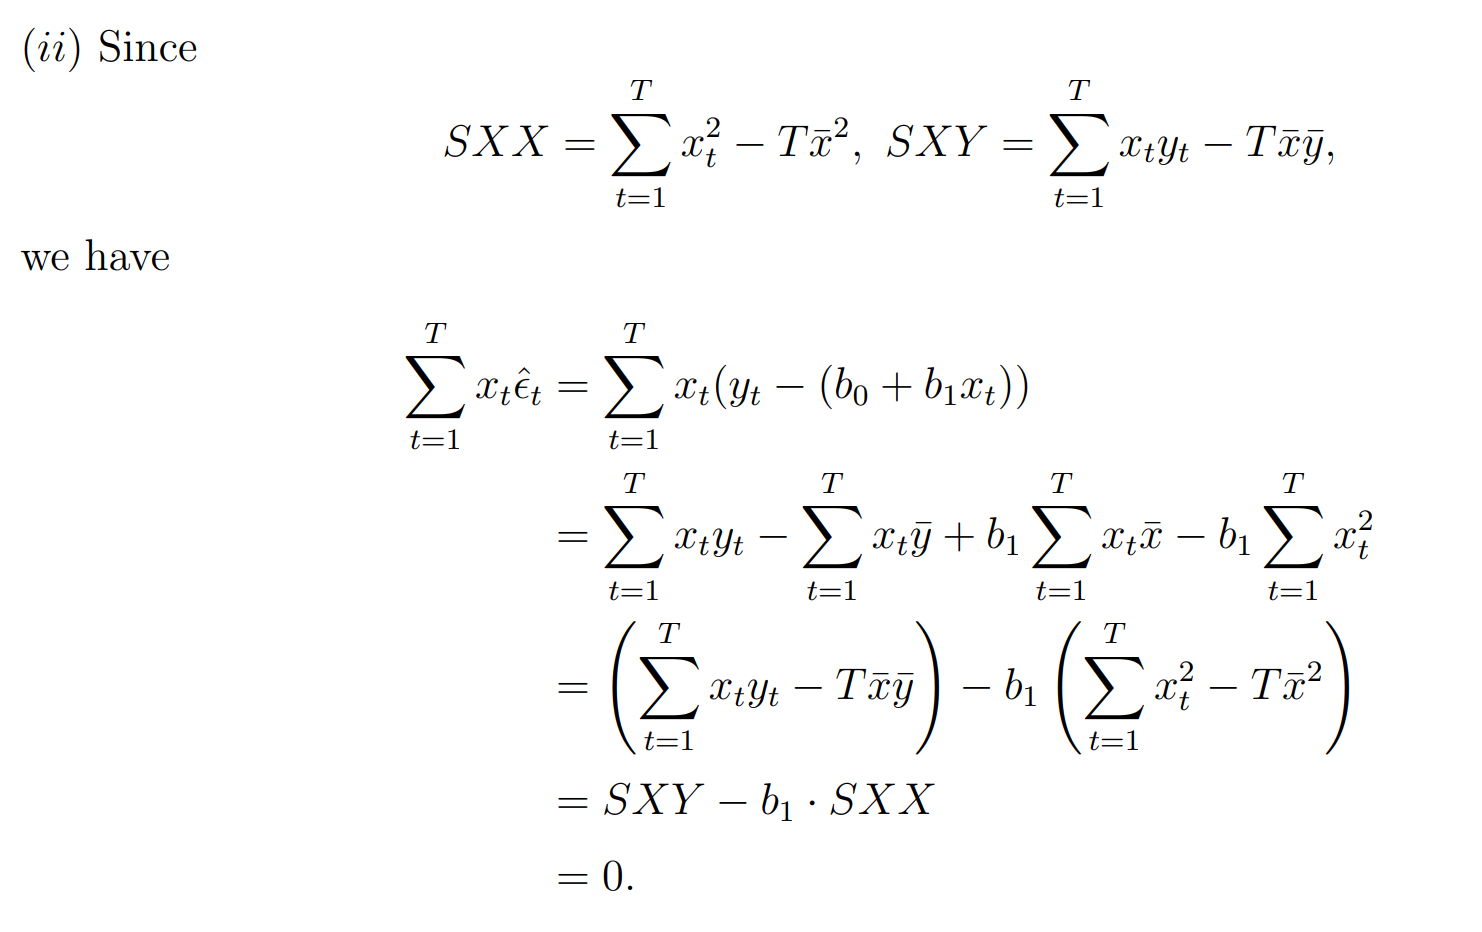 (ii) Since
$$SXX = \sum_{t=1}^{T} x_t^2 - T\bar{x}^2, \ SXY = \sum_{t=1}^{T} x_t y_t - T\bar{x}\bar{y},$$
we have
$$\sum_{t=1}^{T} x_t \hat{\epsilon}_t = \sum_{t=1}^{T} x_t (y_t - (b_0 + b_1 x_t))$$
$$= \sum_{t=1}^{T} x_t y_t - \sum_{t=1}^{T} x_t \bar{y} + b_1 \sum_{t=1}^{T} x_t \bar{x} - b_1 \sum_{t=1}^{T} x_t^2$$
$$= \left( \sum_{t=1}^{T} x_t y_t - T\bar{x}\bar{y} \right) - b_1 \left( \sum_{t=1}^{T} x_t^2 - T\bar{x}^2 \right)$$
$$= SXY - b_1 \cdot SXX$$
$$= 0.$$